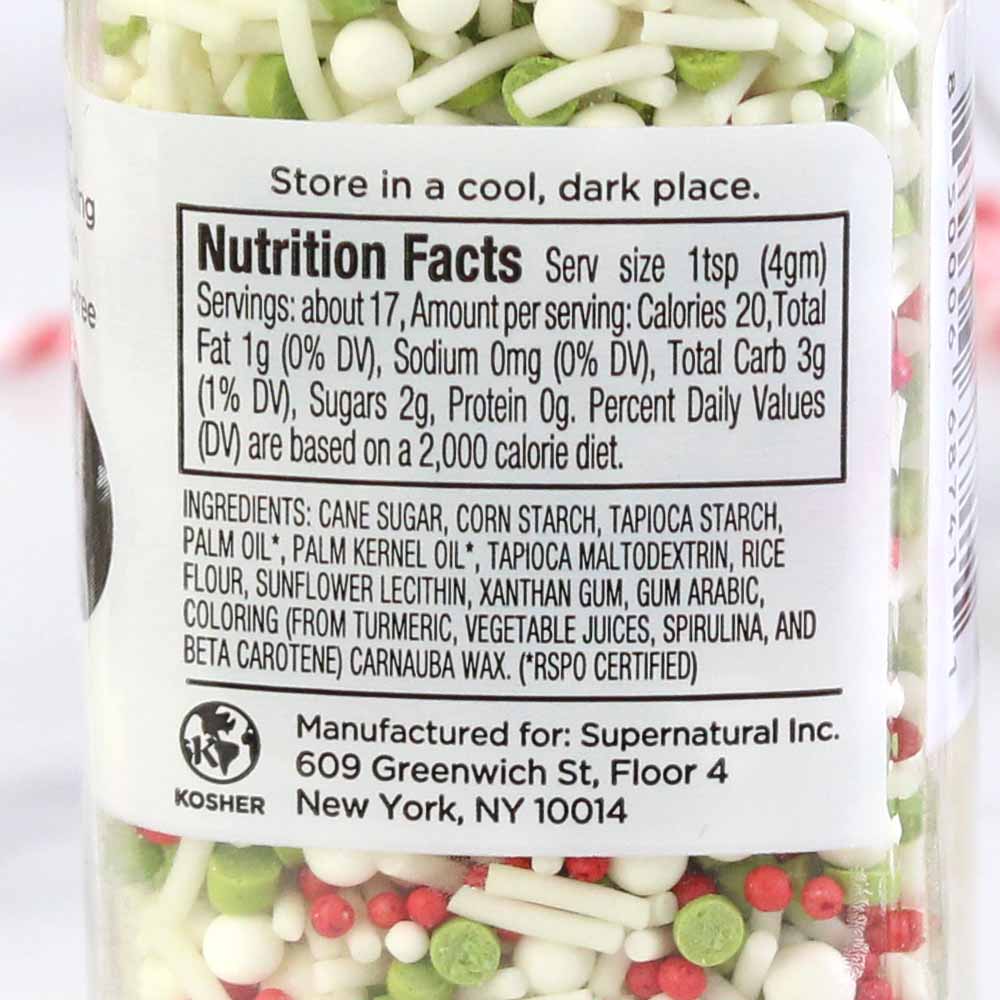 Store in a cool, dark place.
Nutrition Facts Serv size 1tsp (4gm)
Servings: about 17, Amount per serving: Calories 20, Total
Fat 1g (0% DV), Sodium 0mg (0% DV), Total Carb 3g
(1% DV), Sugars 2g, Protein 0g. Percent Daily Values
(DV) are based on a 2,000 calorie diet.
INGREDIENTS: CANE SUGAR, CORN STARCH, TAPIOCA STARCH,
PALM OIL*, PALM KERNEL OIL*, TAPIOCA MALTODEXTRIN, RICE
FLOUR, SUNFLOWER LECITHIN, XANTHAN GUM, GUM ARABIC,
COLORING (FROM TURMERIC, VEGETABLE JUICES, SPIRULINA, AND
BETA CAROTENE) CARNAUBA WAX. (*RSPO CERTIFIED)
K
KOSHER
Manufactured for: Supernatural Inc.
609 Greenwich St, Floor 4
New York, NY 10014